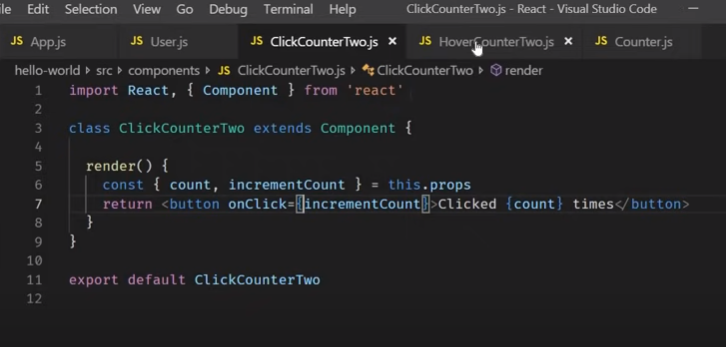 File Edit Selection View Go Debug Terminal Help ClickCounterTwo.js - React - Visual Studio Code
JS App.js JS User.js JS ClickCounterTwo.js × JS HoverCounterTwo.js × JS Counter.js
hello-world › src › components › JS ClickCounterTwo.js › ClickCounterTwo › render
1 import React, { Component } from 'react'
2
3 class ClickCounterTwo extends Component {
4
5 render() {
6 const { count, incrementCount } = this.props
7 return <button onClick={incrementCount}>Clicked {count} times</button>
8 }
9 }
10
11 export default ClickCounterTwo
12